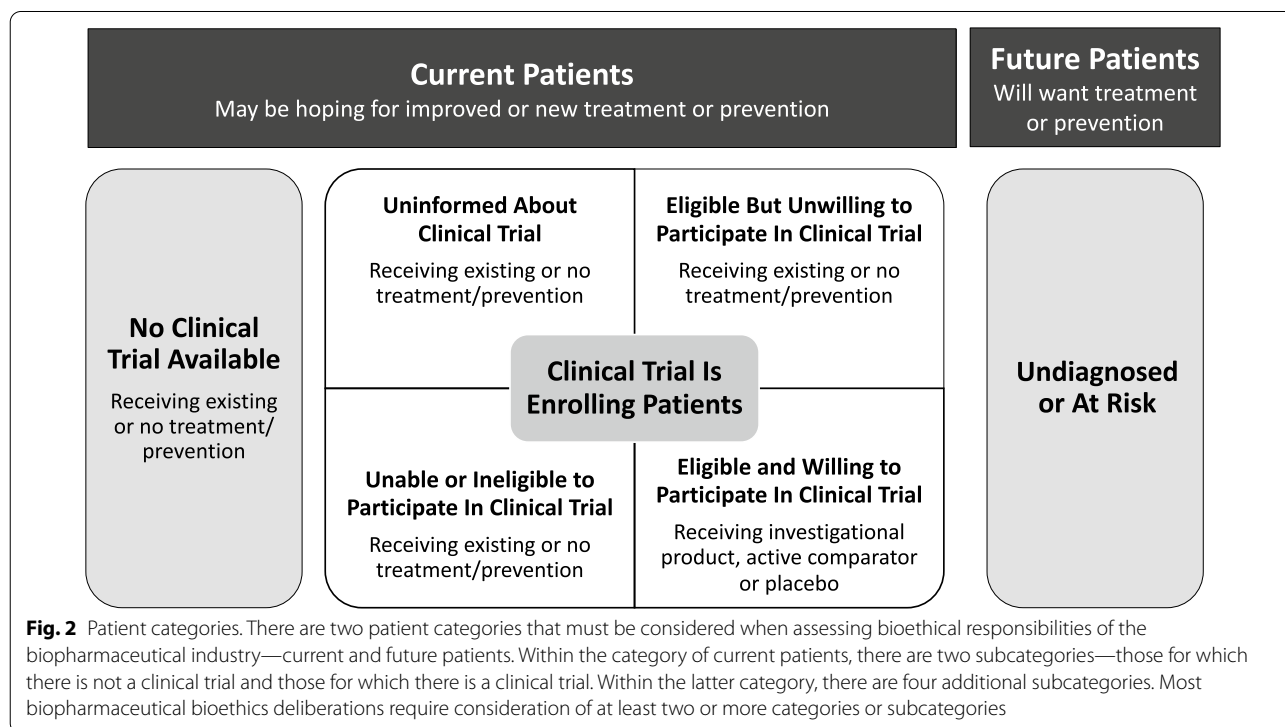 Current Patients
May be hoping for improved or new treatment or prevention
Future Patients
Will want treatment
or prevention
No Clinical
Trial Available
Receiving existing
or no treatment/
prevention
Uninformed About
Clinical Trial
Receiving existing or no
treatment/prevention
Eligible But Unwilling to
Participate In Clinical Trial
Receiving existing or no
treatment/prevention
Clinical Trial Is
Enrolling Patients
Unable or Ineligible to
Participate In Clinical Trial
Receiving existing or no
treatment/prevention
Eligible and Willing to
Participate In Clinical Trial
Receiving investigational
product, active comparator
or placebo
Undiagnosed
or At Risk
Fig. 2 Patient categories. There are two patient categories that must be considered when assessing bioethical responsibilities of the
biopharmaceutical industry—current and future patients. Within the category of current patients, there are two subcategories—those for which
there is not a clinical trial and those for which there is a clinical trial. Within the latter category, there are four additional subcategories. Most
biopharmaceutical bioethics deliberations require consideration of at least two or more categories or subcategories